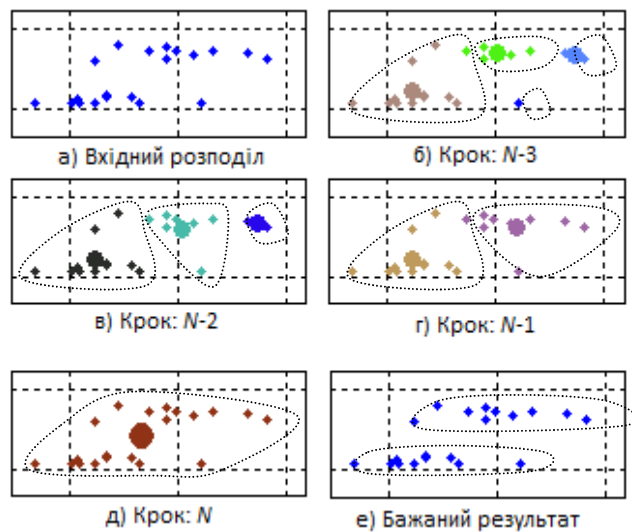 а) Вхідний розподіл
б) Крок: N-3
в) Крок: N-2
г) Крок: N-1
д) Крок: N
е) Бажаний результат